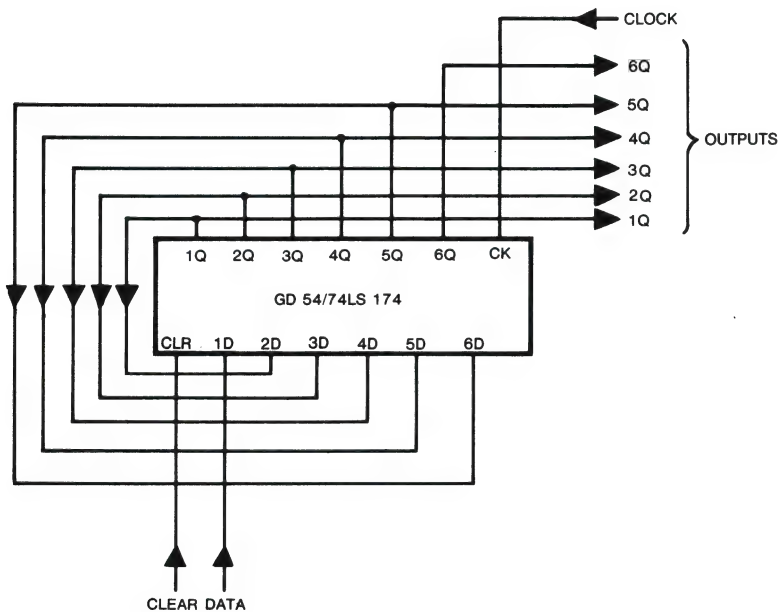 CLOCK
6Q
5Q
4Q
OUTPUTS
3Q
2Q
1Q
1Q 2Q 3Q 4Q 5Q 6Q CK
GD 54/74LS 174
CLR 1D 2D 3D 4D 5D 6D
CLEAR DATA